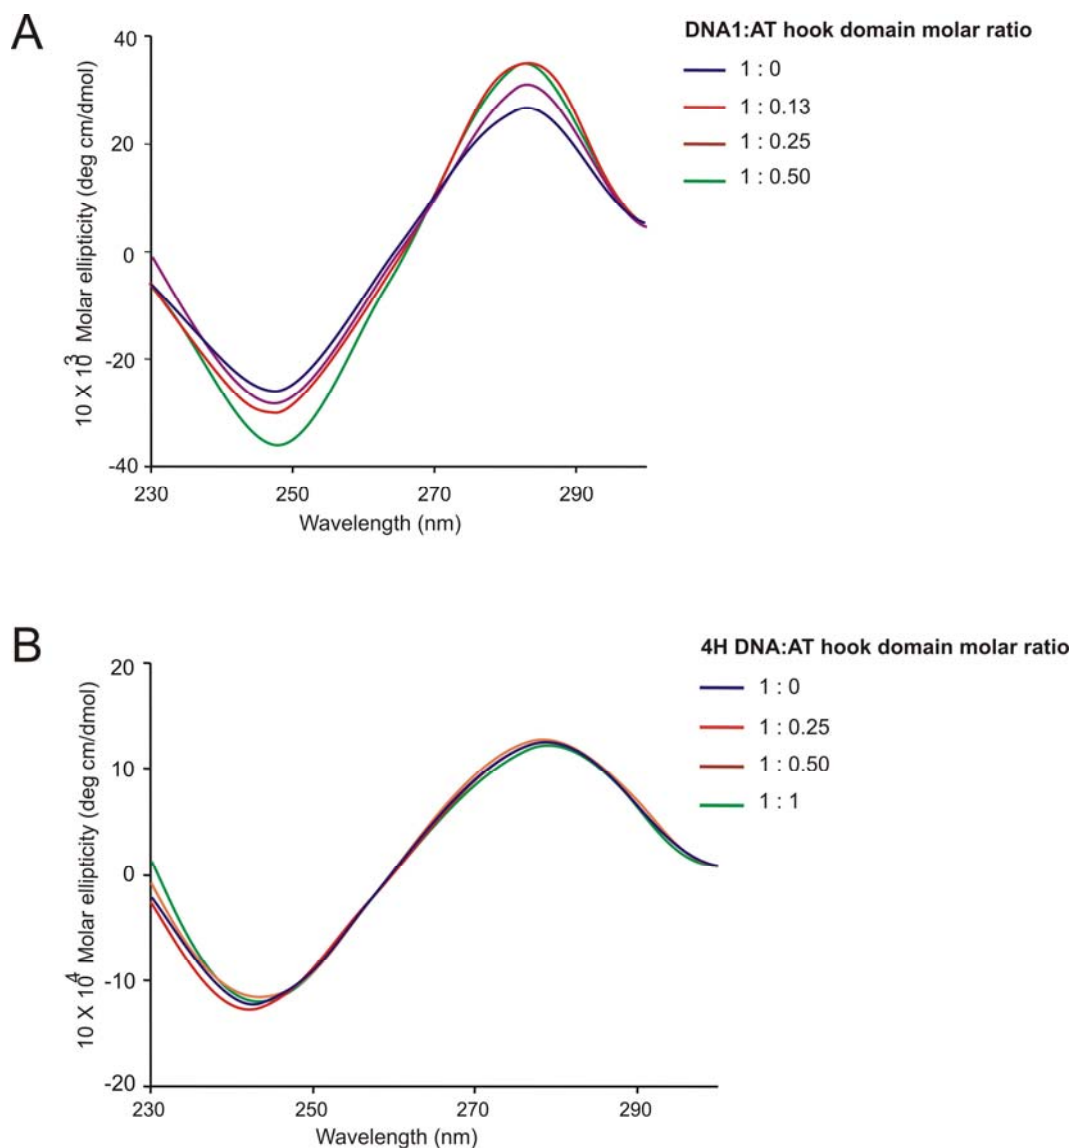 A
DNA1:AT hook domain molar ratio
1 : 0
1 : 0.13
1 : 0.25
1 : 0.50
10 X 10³ Molar ellipticity (deg cm/dmol)
40
20
0
-20
-40
230
250
270
290
Wavelength (nm)
B
4H DNA:AT hook domain molar ratio
1 : 0
1 : 0.25
1 : 0.50
1 : 1
10 X 10⁴ Molar ellipticity (deg cm/dmol)
20
10
0
-10
-20
230
250
270
290
Wavelength (nm)